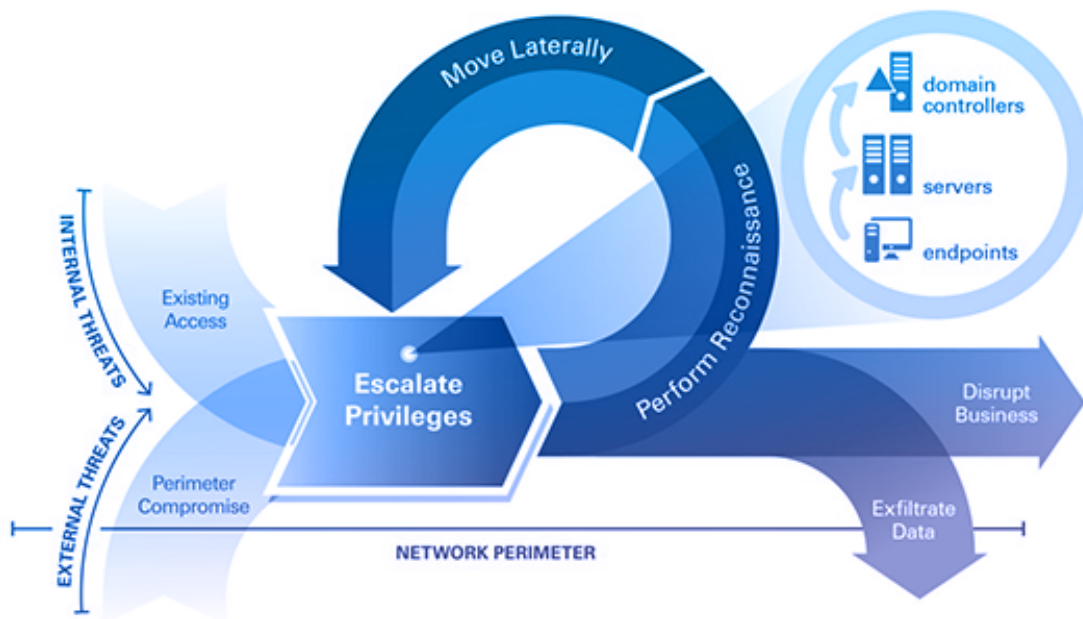 Move Laterally
domain
controllers
servers
endpoints
Perform Reconnaissance
INTERNAL THREATS
Existing
Access
Escalate
Privileges
Disrupt
Business
EXTERNAL THREATS
Perimeter
Compromise
Exfiltrate
Data
NETWORK PERIMETER